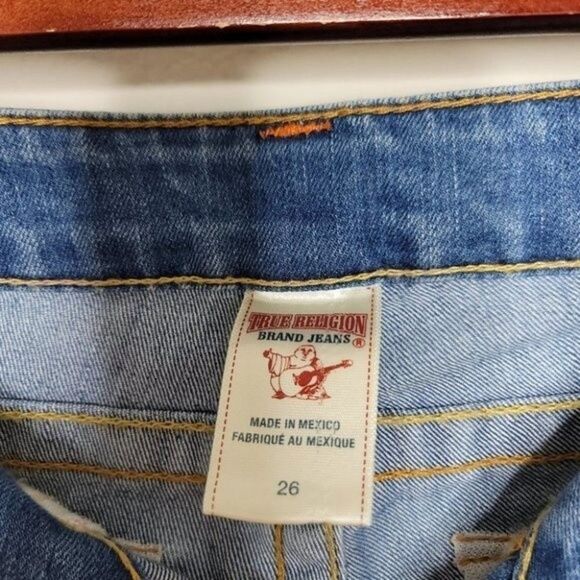 TRUE RELIGION
BRAND JEANS®
MADE IN MEXICO
FABRIQUÉ AU MEXIQUE
26